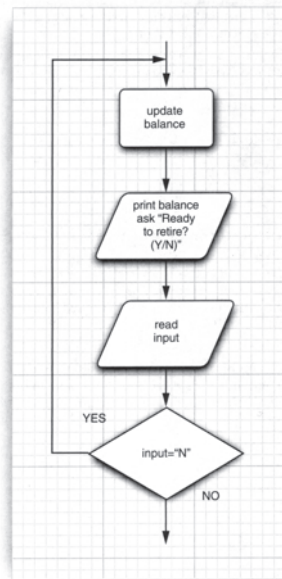 update
balance
print balance
ask “Ready
to retire?
(Y/N)”
read
input
YES
input=“N”
NO